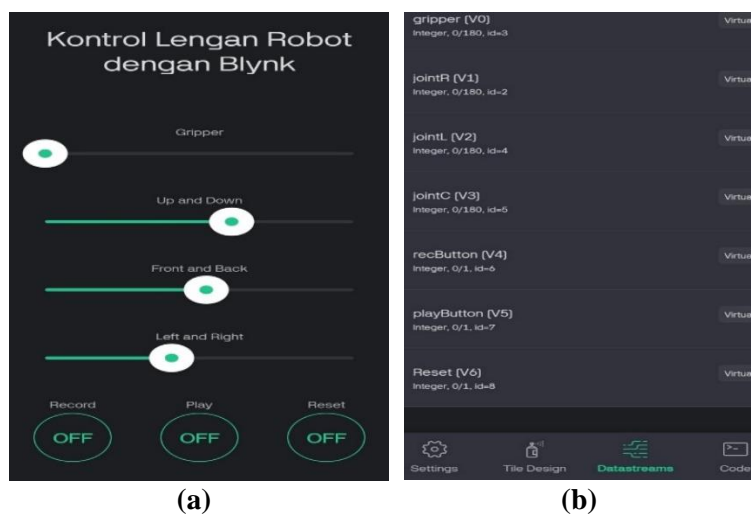 Kontrol Lengan Robot
dengan Blynk
Gripper
Up and Down
Front and Back
Left and Right
Record Play Reset
OFF OFF OFF
(a)
gripper (V0) Virtua
Integer, 0/180, id=3
jointR (V1) Virtua
Integer, 0/180, id=2
jointL (V2) Virtua
Integer, 0/180, id=4
jointC (V3) Virtua
Integer, 0/180, id=5
recButton (V4) Virtua
Integer, 0/1, id=6
playButton (V5) Virtua
Integer, 0/1, id=7
Reset (V6) Virtua
Integer, 0/1, id=8
Settings Tile Design Datastreams Code
(b)